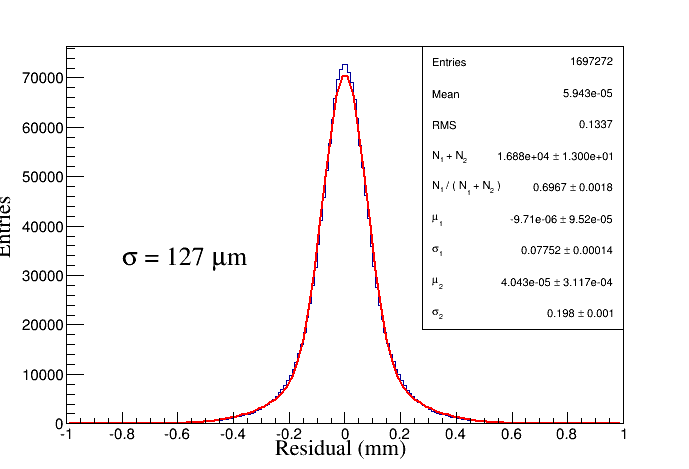 Entries 1697272
Mean 5.943e-05
RMS 0.1337
N₁ + N₂ 1.688e+04 ± 1.300e+01
N₁ / ( N₁ + N₂ ) 0.6967 ± 0.0018
μ₁ -9.71e-06 ± 9.52e-05
σ₁ 0.07752 ± 0.00014
μ₂ 4.043e-05 ± 3.117e-04
σ₂ 0.198 ± 0.001
70000
60000
50000
40000
30000
20000
10000
0
Entries
σ = 127 μm
-1 -0.8 -0.6 -0.4 -0.2 0 0.2 0.4 0.6 0.8 1
Residual (mm)